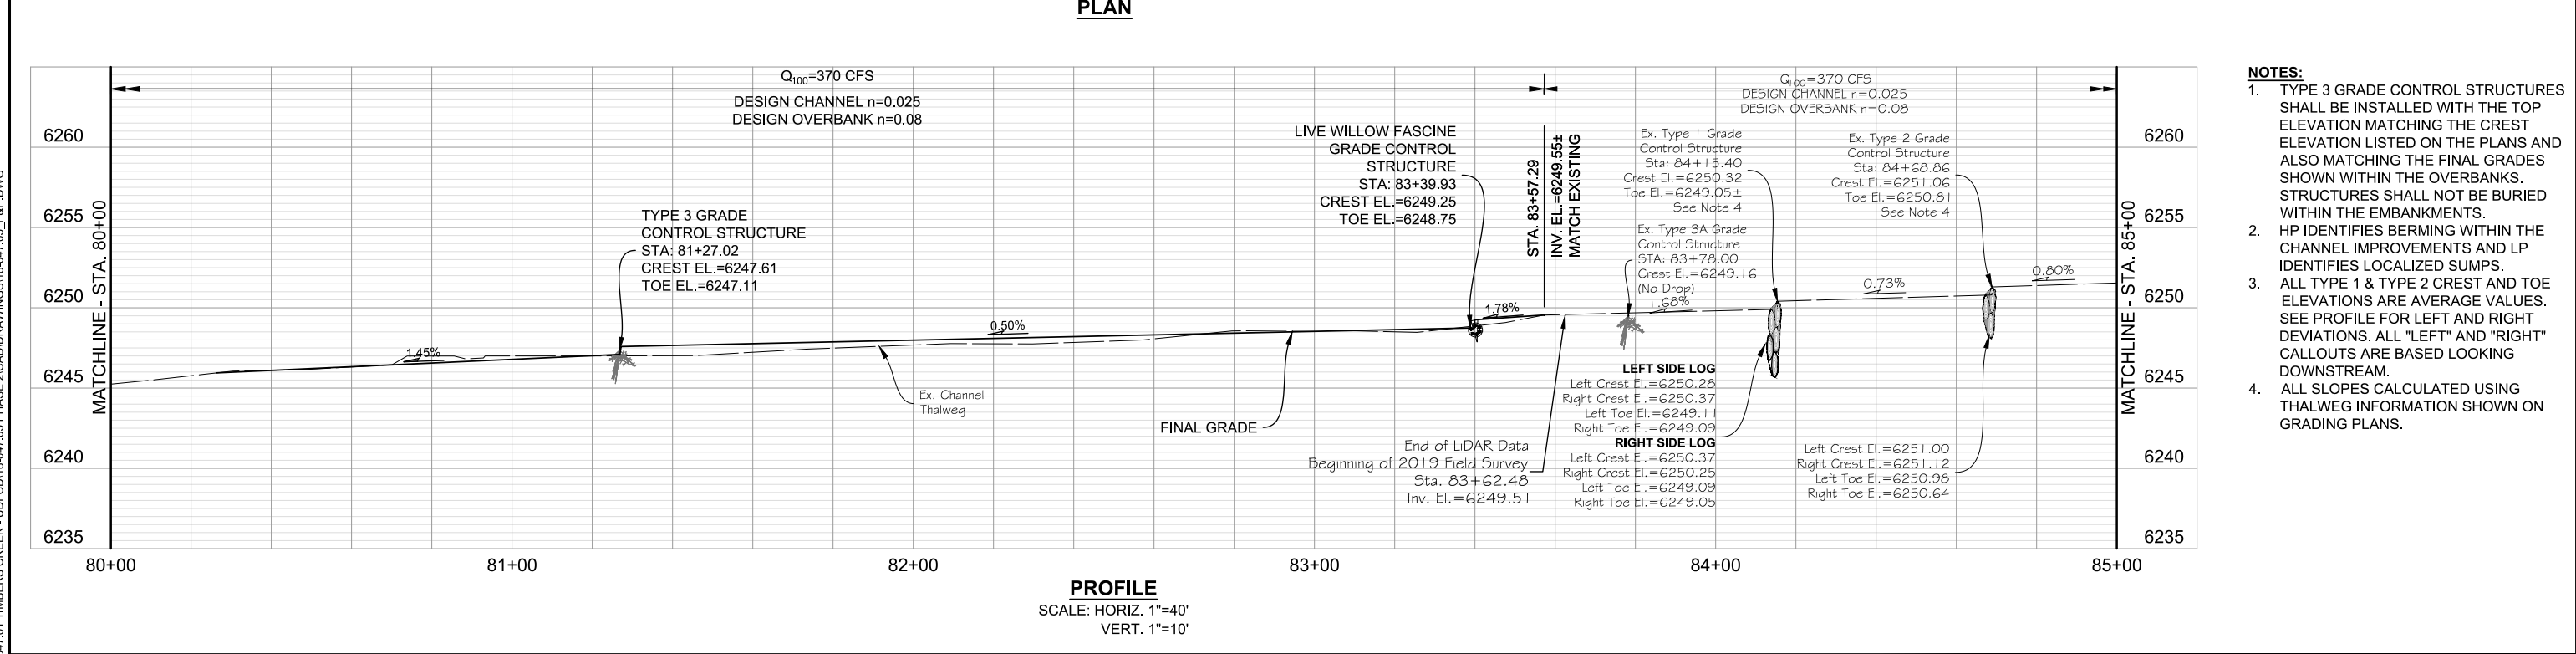 PLAN
Q100=370 CFS
DESIGN CHANNEL n=0.025
DESIGN OVERBANK n=0.08
Q100=370 CFS
DESIGN CHANNEL n=0.025
DESIGN OVERBANK n=0.08
6260
6255
6250
6245
6240
6235
MATCHLINE - STA. 80+00
1.45%
TYPE 3 GRADE
CONTROL STRUCTURE
STA: 81+27.02
CREST EL.=6247.61
TOE EL.=6247.11
0.50%
Ex. Channel
Thalweg
FINAL GRADE
LIVE WILLOW FASCINE
GRADE CONTROL
STRUCTURE
STA: 83+39.93
CREST EL.=6249.25
TOE EL.=6248.75
1.78%
STA. 83+57.29
INV. EL.=6249.55±
MATCH EXISTING
End of LiDAR Data
Beginning of 2019 Field Survey
Sta. 83+62.48
Inv. El.=6249.51
Ex. Type 1 Grade
Control Structure
Sta: 84+15.40
Crest El.=6250.32
Toe El.=6249.05±
See Note 4
Ex. Type 3A Grade
Control Structure
STA: 83+78.00
Crest El.=6249.16
(No Drop)
1.68%
LEFT SIDE LOG
Left Crest El.=6250.28
Right Crest El.=6250.37
Left Toe El.=6249.11
Right Toe El.=6249.09
RIGHT SIDE LOG
Left Crest El.=6250.37
Right Crest El.=6250.25
Left Toe El.=6249.09
Right Toe El.=6249.05
Ex. Type 2 Grade
Control Structure
Sta: 84+68.86
Crest El.=6251.06
Toe El.=6250.81
See Note 4
0.73%
0.80%
Left Crest El.=6251.00
Right Crest El.=6251.12
Left Toe El.=6250.98
Right Toe El.=6250.64
MATCHLINE - STA. 85+00
6260
6255
6250
6245
6240
6235
80+00
81+00
82+00
83+00
84+00
85+00
PROFILE
SCALE: HORIZ. 1"=40'
VERT. 1"=10'
NOTES:
1. TYPE 3 GRADE CONTROL STRUCTURES
SHALL BE INSTALLED WITH THE TOP
ELEVATION MATCHING THE CREST
ELEVATION LISTED ON THE PLANS AND
ALSO MATCHING THE FINAL GRADES
SHOWN WITHIN THE OVERBANKS.
STRUCTURES SHALL NOT BE BURIED
WITHIN THE EMBANKMENTS.
2. HP IDENTIFIES BERMING WITHIN THE
CHANNEL IMPROVEMENTS AND LP
IDENTIFIES LOCALIZED SUMPS.
3. ALL TYPE 1 & TYPE 2 CREST AND TOE
ELEVATIONS ARE AVERAGE VALUES.
SEE PROFILE FOR LEFT AND RIGHT
DEVIATIONS. ALL "LEFT" AND "RIGHT"
CALLOUTS ARE BASED LOOKING
DOWNSTREAM.
4. ALL SLOPES CALCULATED USING
THALWEG INFORMATION SHOWN ON
GRADING PLANS.